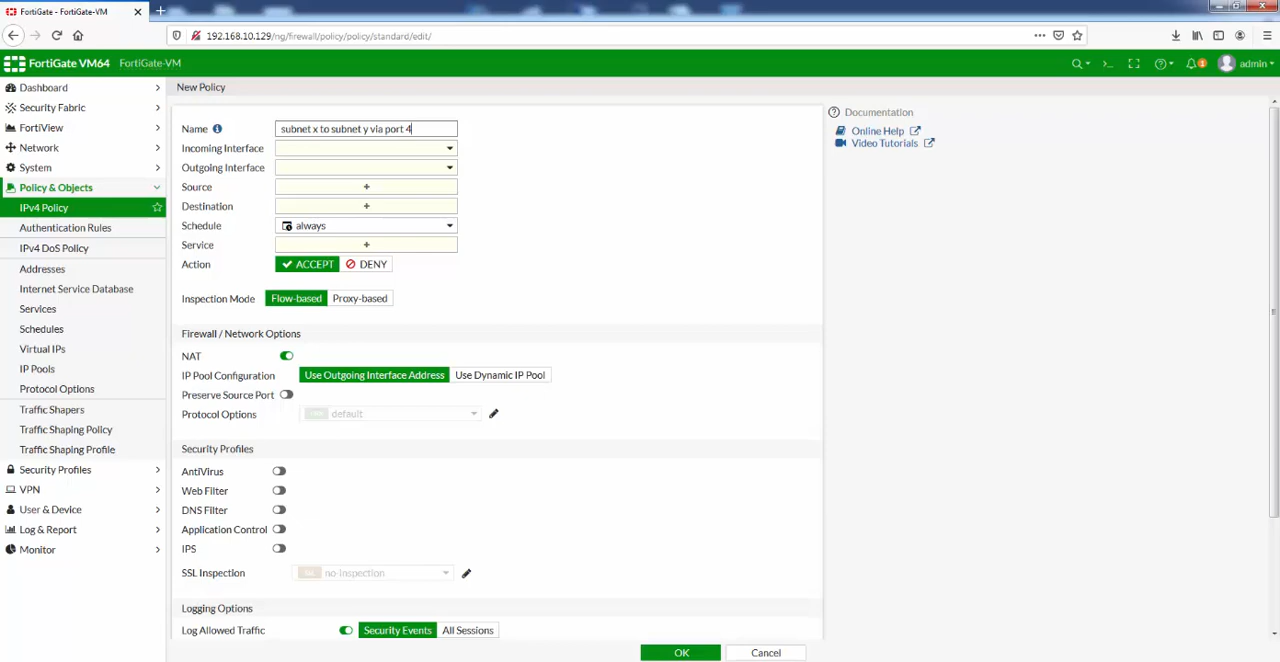 FortiGate - FortiGate-VM
192.168.10.129/ng/firewall/policy/policy/standard/edit/
FortiGate VM64 FortiGate-VM
1 admin
Dashboard
Security Fabric
FortiView
Network
System
Policy & Objects
IPv4 Policy
Authentication Rules
IPv4 DoS Policy
Addresses
Internet Service Database
Services
Schedules
Virtual IPs
IP Pools
Protocol Options
Traffic Shapers
Traffic Shaping Policy
Traffic Shaping Profile
Security Profiles
VPN
User & Device
Log & Report
Monitor
New Policy
Name subnet x to subnet y via port 4
Incoming Interface
Outgoing Interface
Source +
Destination +
Schedule always
Service +
Action ACCEPT DENY
Inspection Mode Flow-based Proxy-based
Firewall / Network Options
NAT
IP Pool Configuration Use Outgoing Interface Address Use Dynamic IP Pool
Preserve Source Port
Protocol Options default
Security Profiles
AntiVirus
Web Filter
DNS Filter
Application Control
IPS
SSL Inspection SSL no-inspection
Logging Options
Log Allowed Traffic Security Events All Sessions
OK Cancel
Documentation
Online Help
Video Tutorials